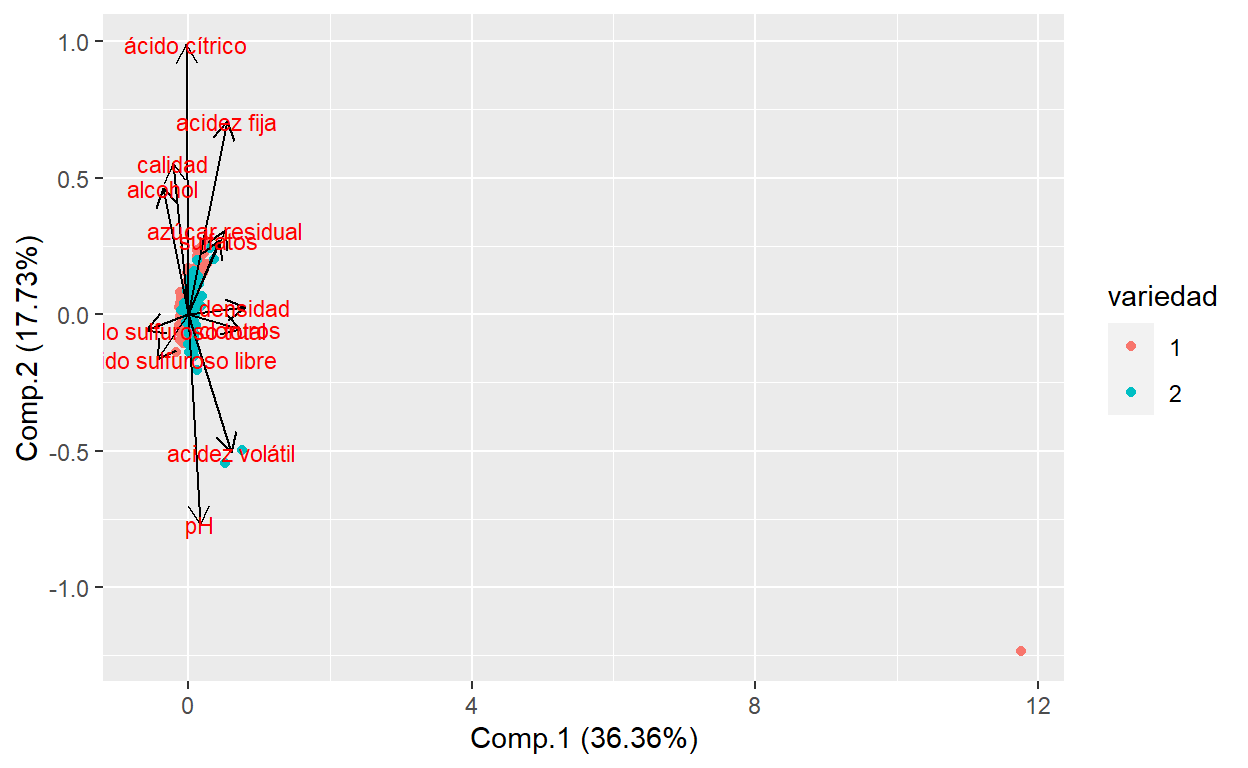 Comp.2 (17.73%)
1.0
0.5
0.0
-0.5
-1.0
ácido cítrico
acidez fija
calidad
alcohol
azúcar residual
sulfatos
densidad
cloruros
do sulfuroso total
ido sulfuroso libre
acidez volátil
pH
0
4
8
12
Comp.1 (36.36%)
variedad
1
2